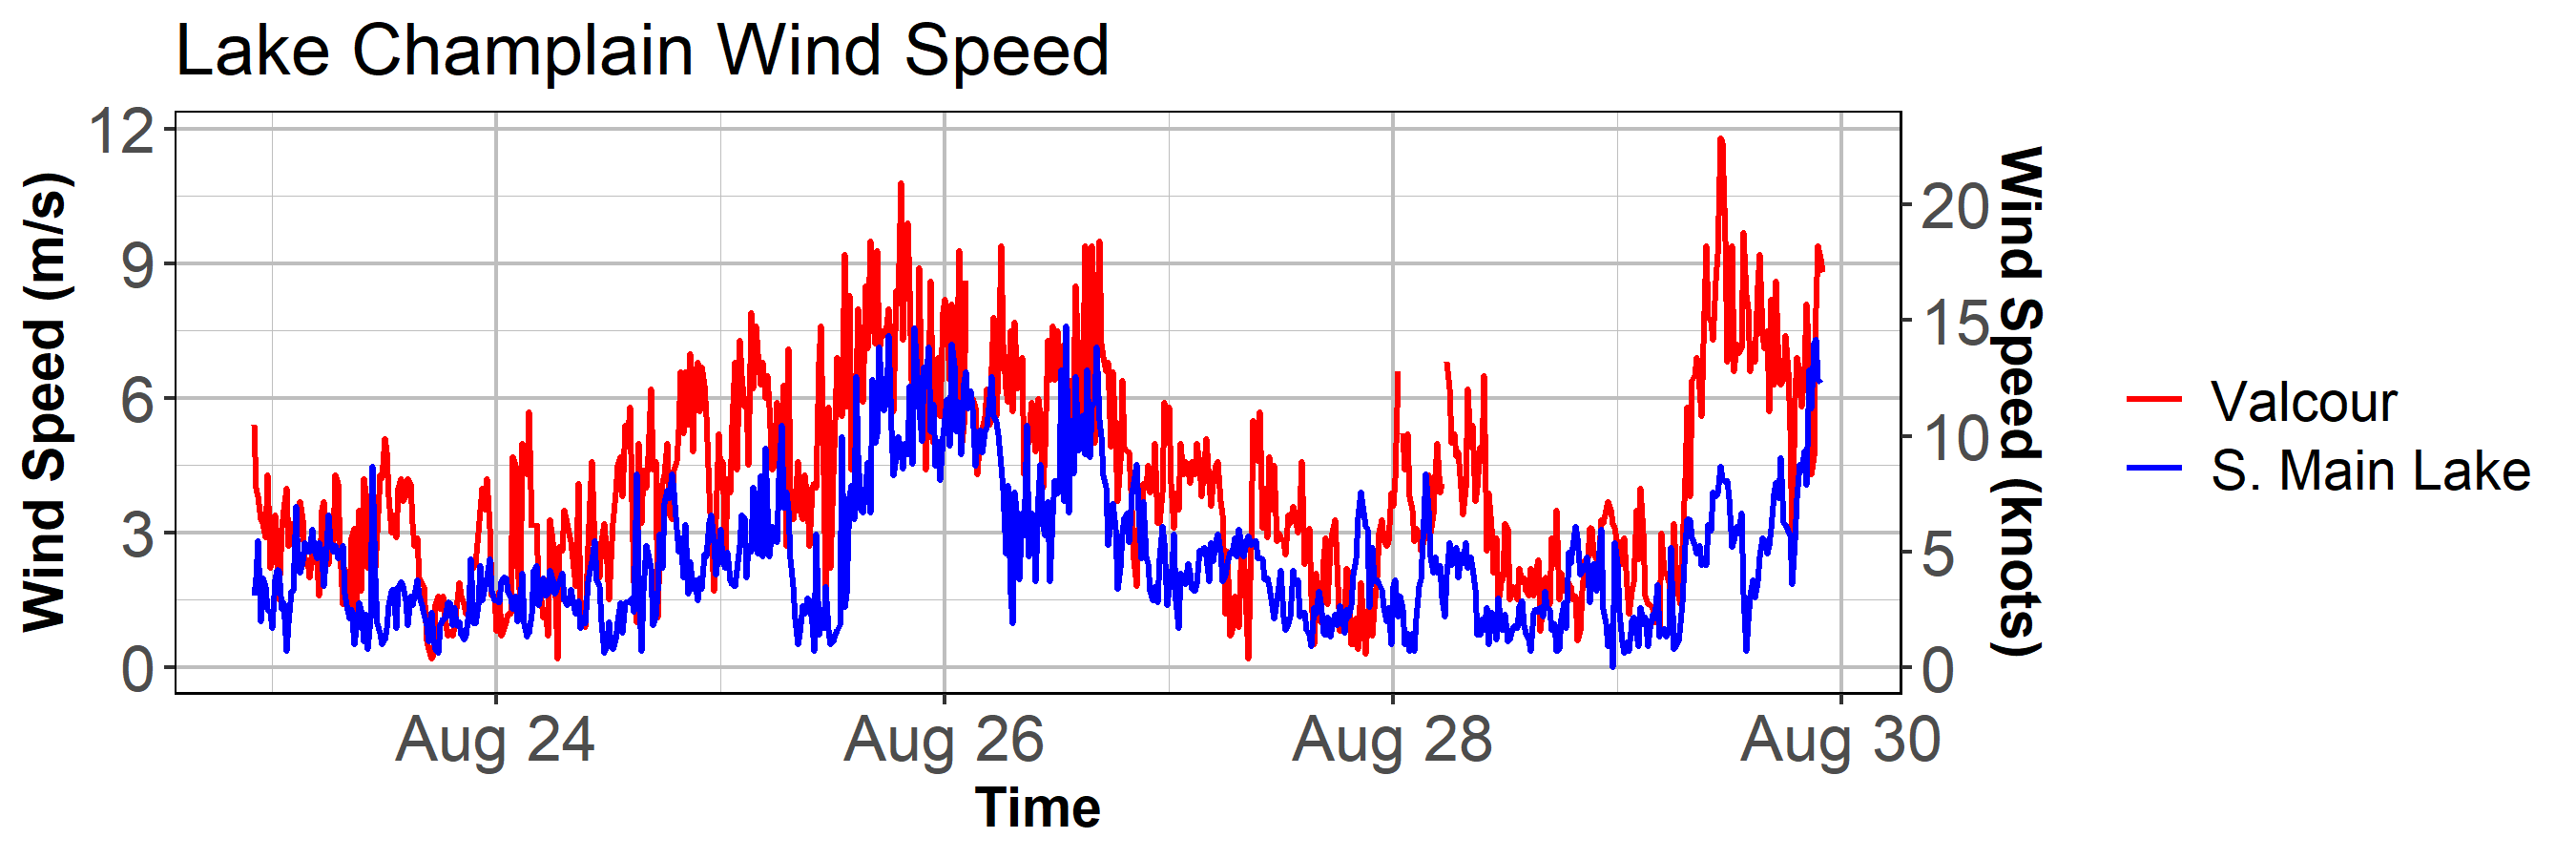 Lake Champlain Wind Speed
Wind Speed (m/s)
12
9
6
3
0
Wind Speed (knots)
20
15
10
5
0
Aug 24
Aug 26
Aug 28
Aug 30
Time
Valcour
S. Main Lake